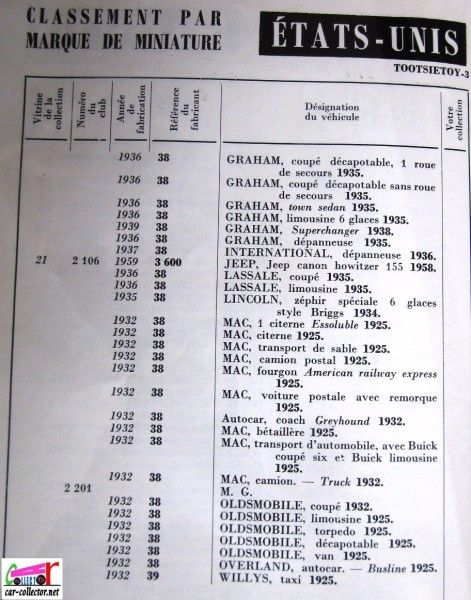 CLASSEMENT PAR
MARQUE DE MINIATURE
ÉTATS-UNIS
TOOTSIETOY-3
Vitrine de la collection
Numéro du club
Année de fabrication
Référence du fabricant
Désignation du véhicule
Votre collection
1936 38 GRAHAM, coupé décapotable, 1 roue
de secours 1935.
1936 38 GRAHAM, coupé décapotable sans roue
de secours 1935.
1936 38 GRAHAM, town sedan 1935.
1936 38 GRAHAM, limousine 6 glaces 1935.
1939 38 GRAHAM, Superchanger 1938.
1936 38 GRAHAM, dépanneuse 1935.
1937 38 INTERNATIONAL, dépanneuse 1936.
21 2 106 1959 3 600 JEEP, Jeep canon howitzer 155 1958.
1936 38 LASSALE, coupé 1935.
1936 38 LASSALE, limousine 1935.
1935 38 LINCOLN, zéphir spéciale 6 glaces
style Briggs 1934.
1932 38 MAC, 1 citerne Essoluble 1925.
1932 38 MAC, citerne 1925.
1932 38 MAC, transport de sable 1925.
1932 38 MAC, camion postal 1925.
1932 38 MAC, fourgon American railway express
1925.
1932 38 MAC, voiture postale avec remorque
1925.
1932 38 Autocar, coach Greyhound 1932.
1932 38 MAC, bétaillère 1925.
1932 38 MAC, transport d'automobile, avec Buick
coupé six et Buick limousine
1925.
1932 38 MAC, camion. — Truck 1932.
2 201 M. G.
1932 38 OLDSMOBILE, coupé 1932.
1932 38 OLDSMOBILE, limousine 1925.
1932 38 OLDSMOBILE, torpedo 1925.
1932 38 OLDSMOBILE, décapotable 1925.
1932 38 OLDSMOBILE, van 1925.
1932 38 OVERLAND, autocar. — Busline 1925.
1932 39 WILLYS, taxi 1925.
COLLECTOR
car-collector.net